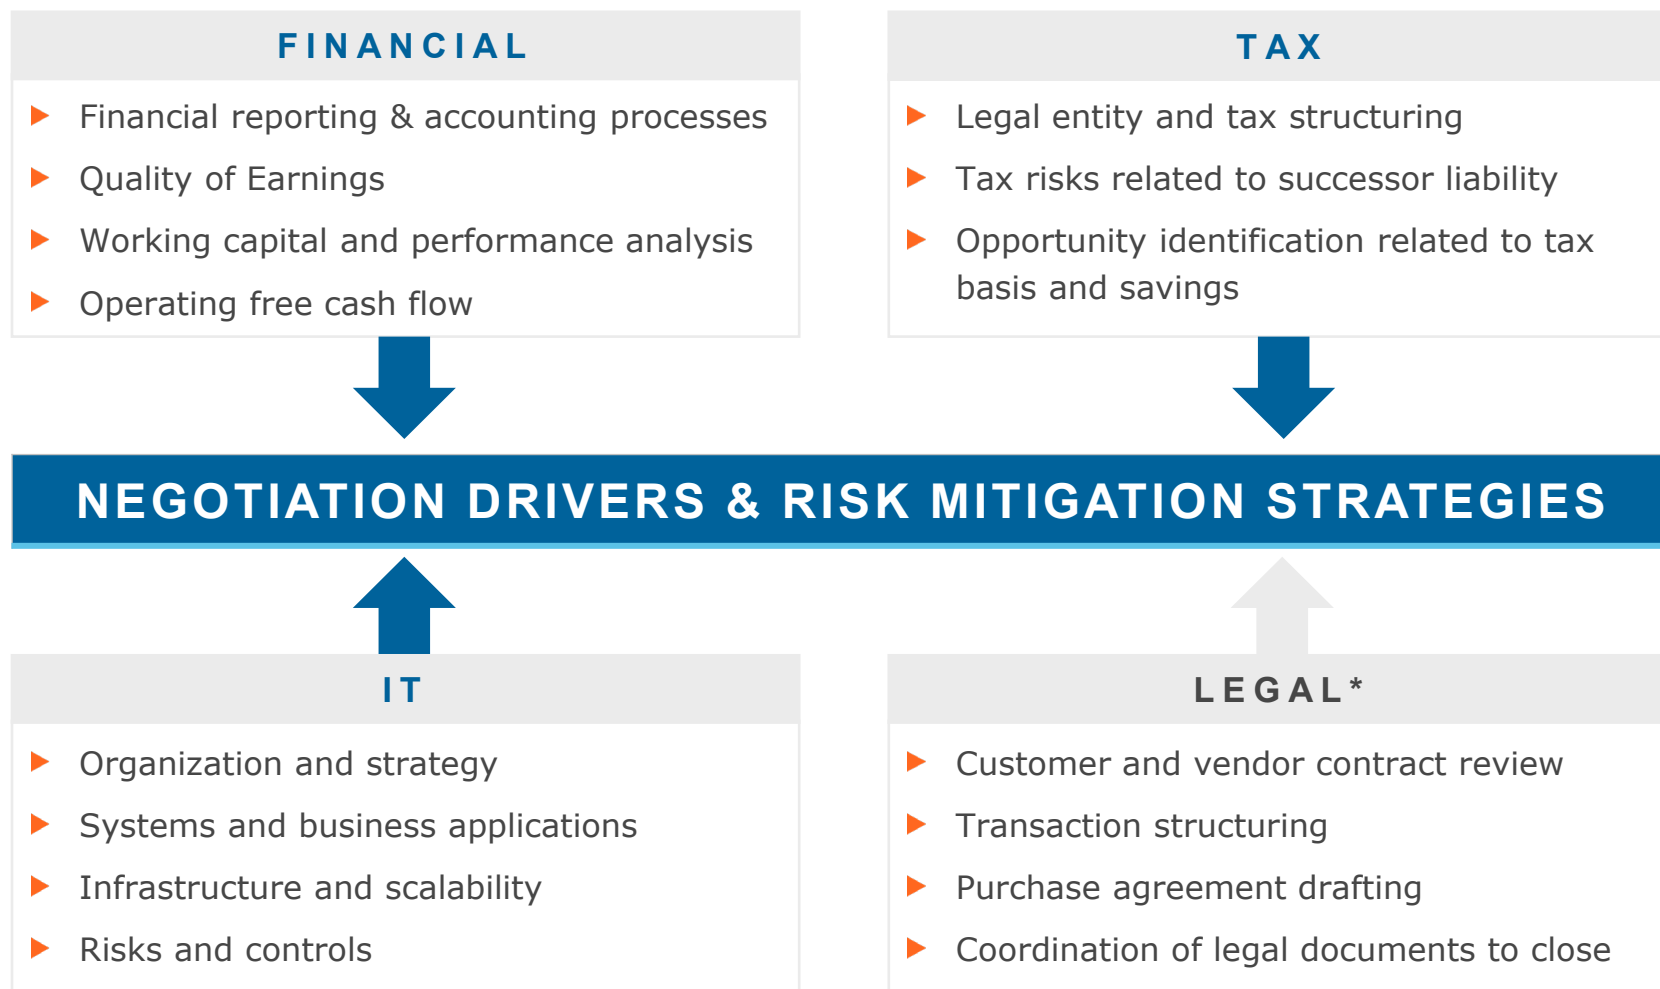 FINANCIAL
Financial reporting & accounting processes
Quality of Earnings
Working capital and performance analysis
Operating free cash flow
TAX
Legal entity and tax structuring
Tax risks related to successor liability
Opportunity identification related to tax
basis and savings
NEGOTIATION DRIVERS & RISK MITIGATION STRATEGIES
IT
Organization and strategy
Systems and business applications
Infrastructure and scalability
Risks and controls
LEGAL*
Customer and vendor contract review
Transaction structuring
Purchase agreement drafting
Coordination of legal documents to close